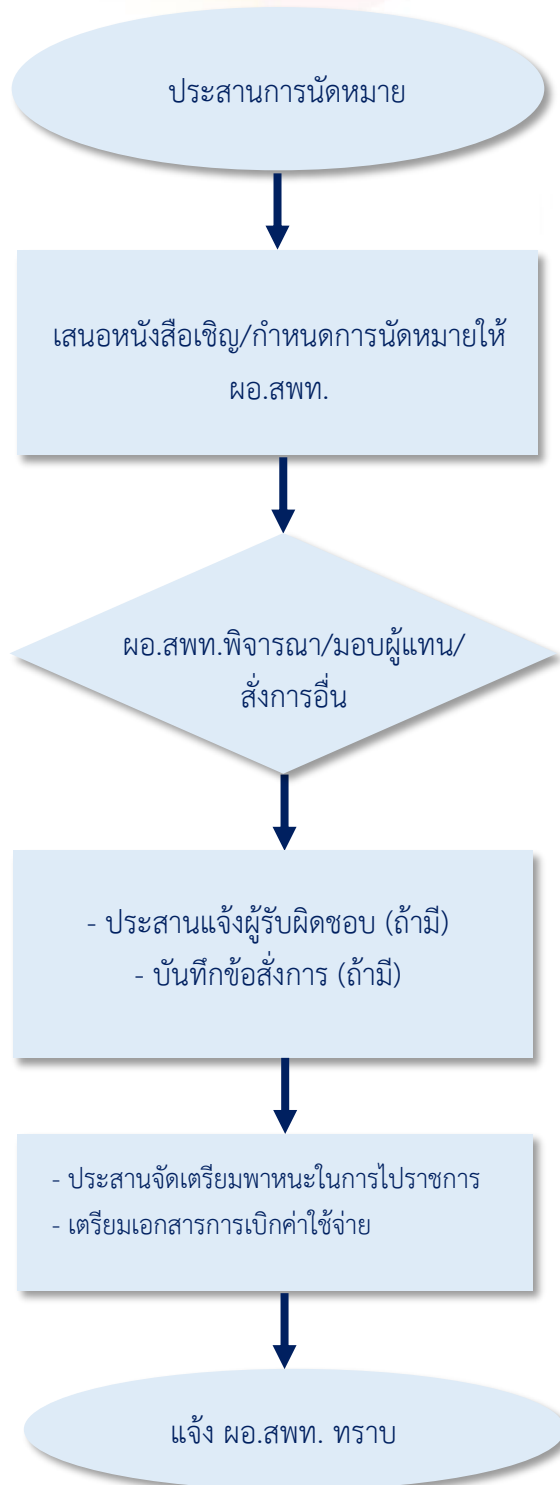 ประสานการนัดหมาย
เสนอหนังสือเชิญ/กำหนดการนัดหมายให้
ผอ.สพท.
ผอ.สพท.พิจารณา/มอบผู้แทน/
สั่งการอื่น
- ประสานแจ้งผู้รับผิดชอบ (ถ้ามี)
- บันทึกข้อสั่งการ (ถ้ามี)
- ประสานจัดเตรียมพาหนะในการไปราชการ
- เตรียมเอกสารการเบิกค่าใช้จ่าย
แจ้ง ผอ.สพท. ทราบ